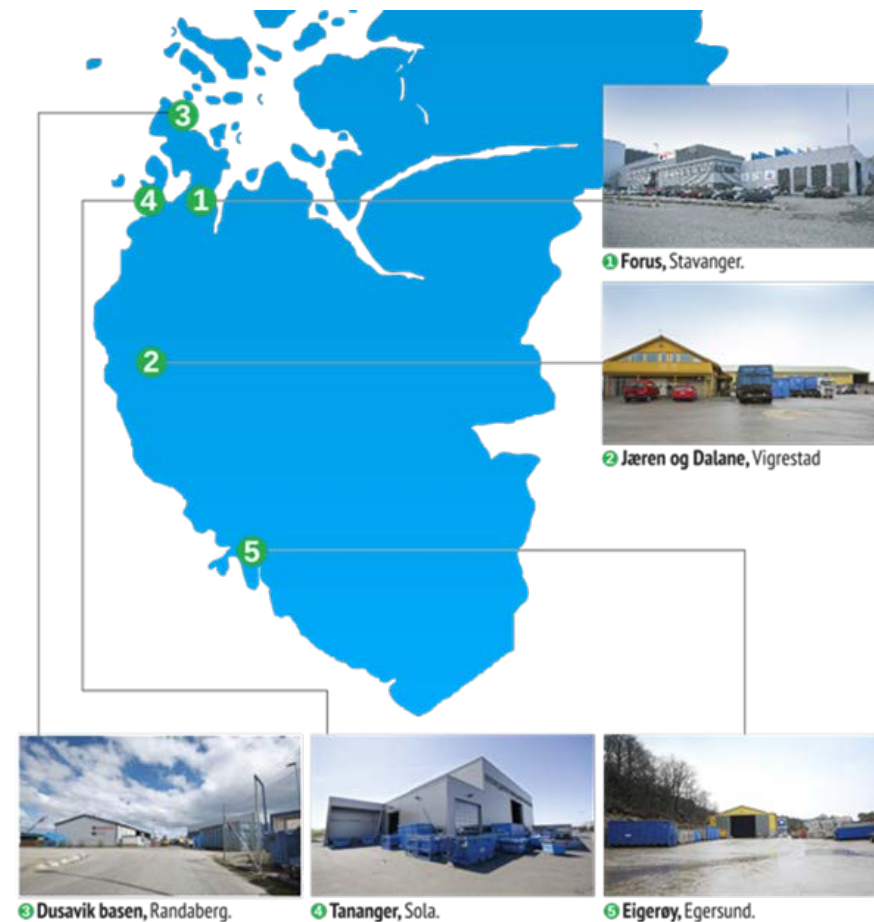 3
4
1
2
5
1 Forus, Stavanger.
2 Jæren og Dalane, Vigrestad
3 Dusavik basen, Randaberg.
4 Tananger, Sola.
5 Eigerøy, Egersund.